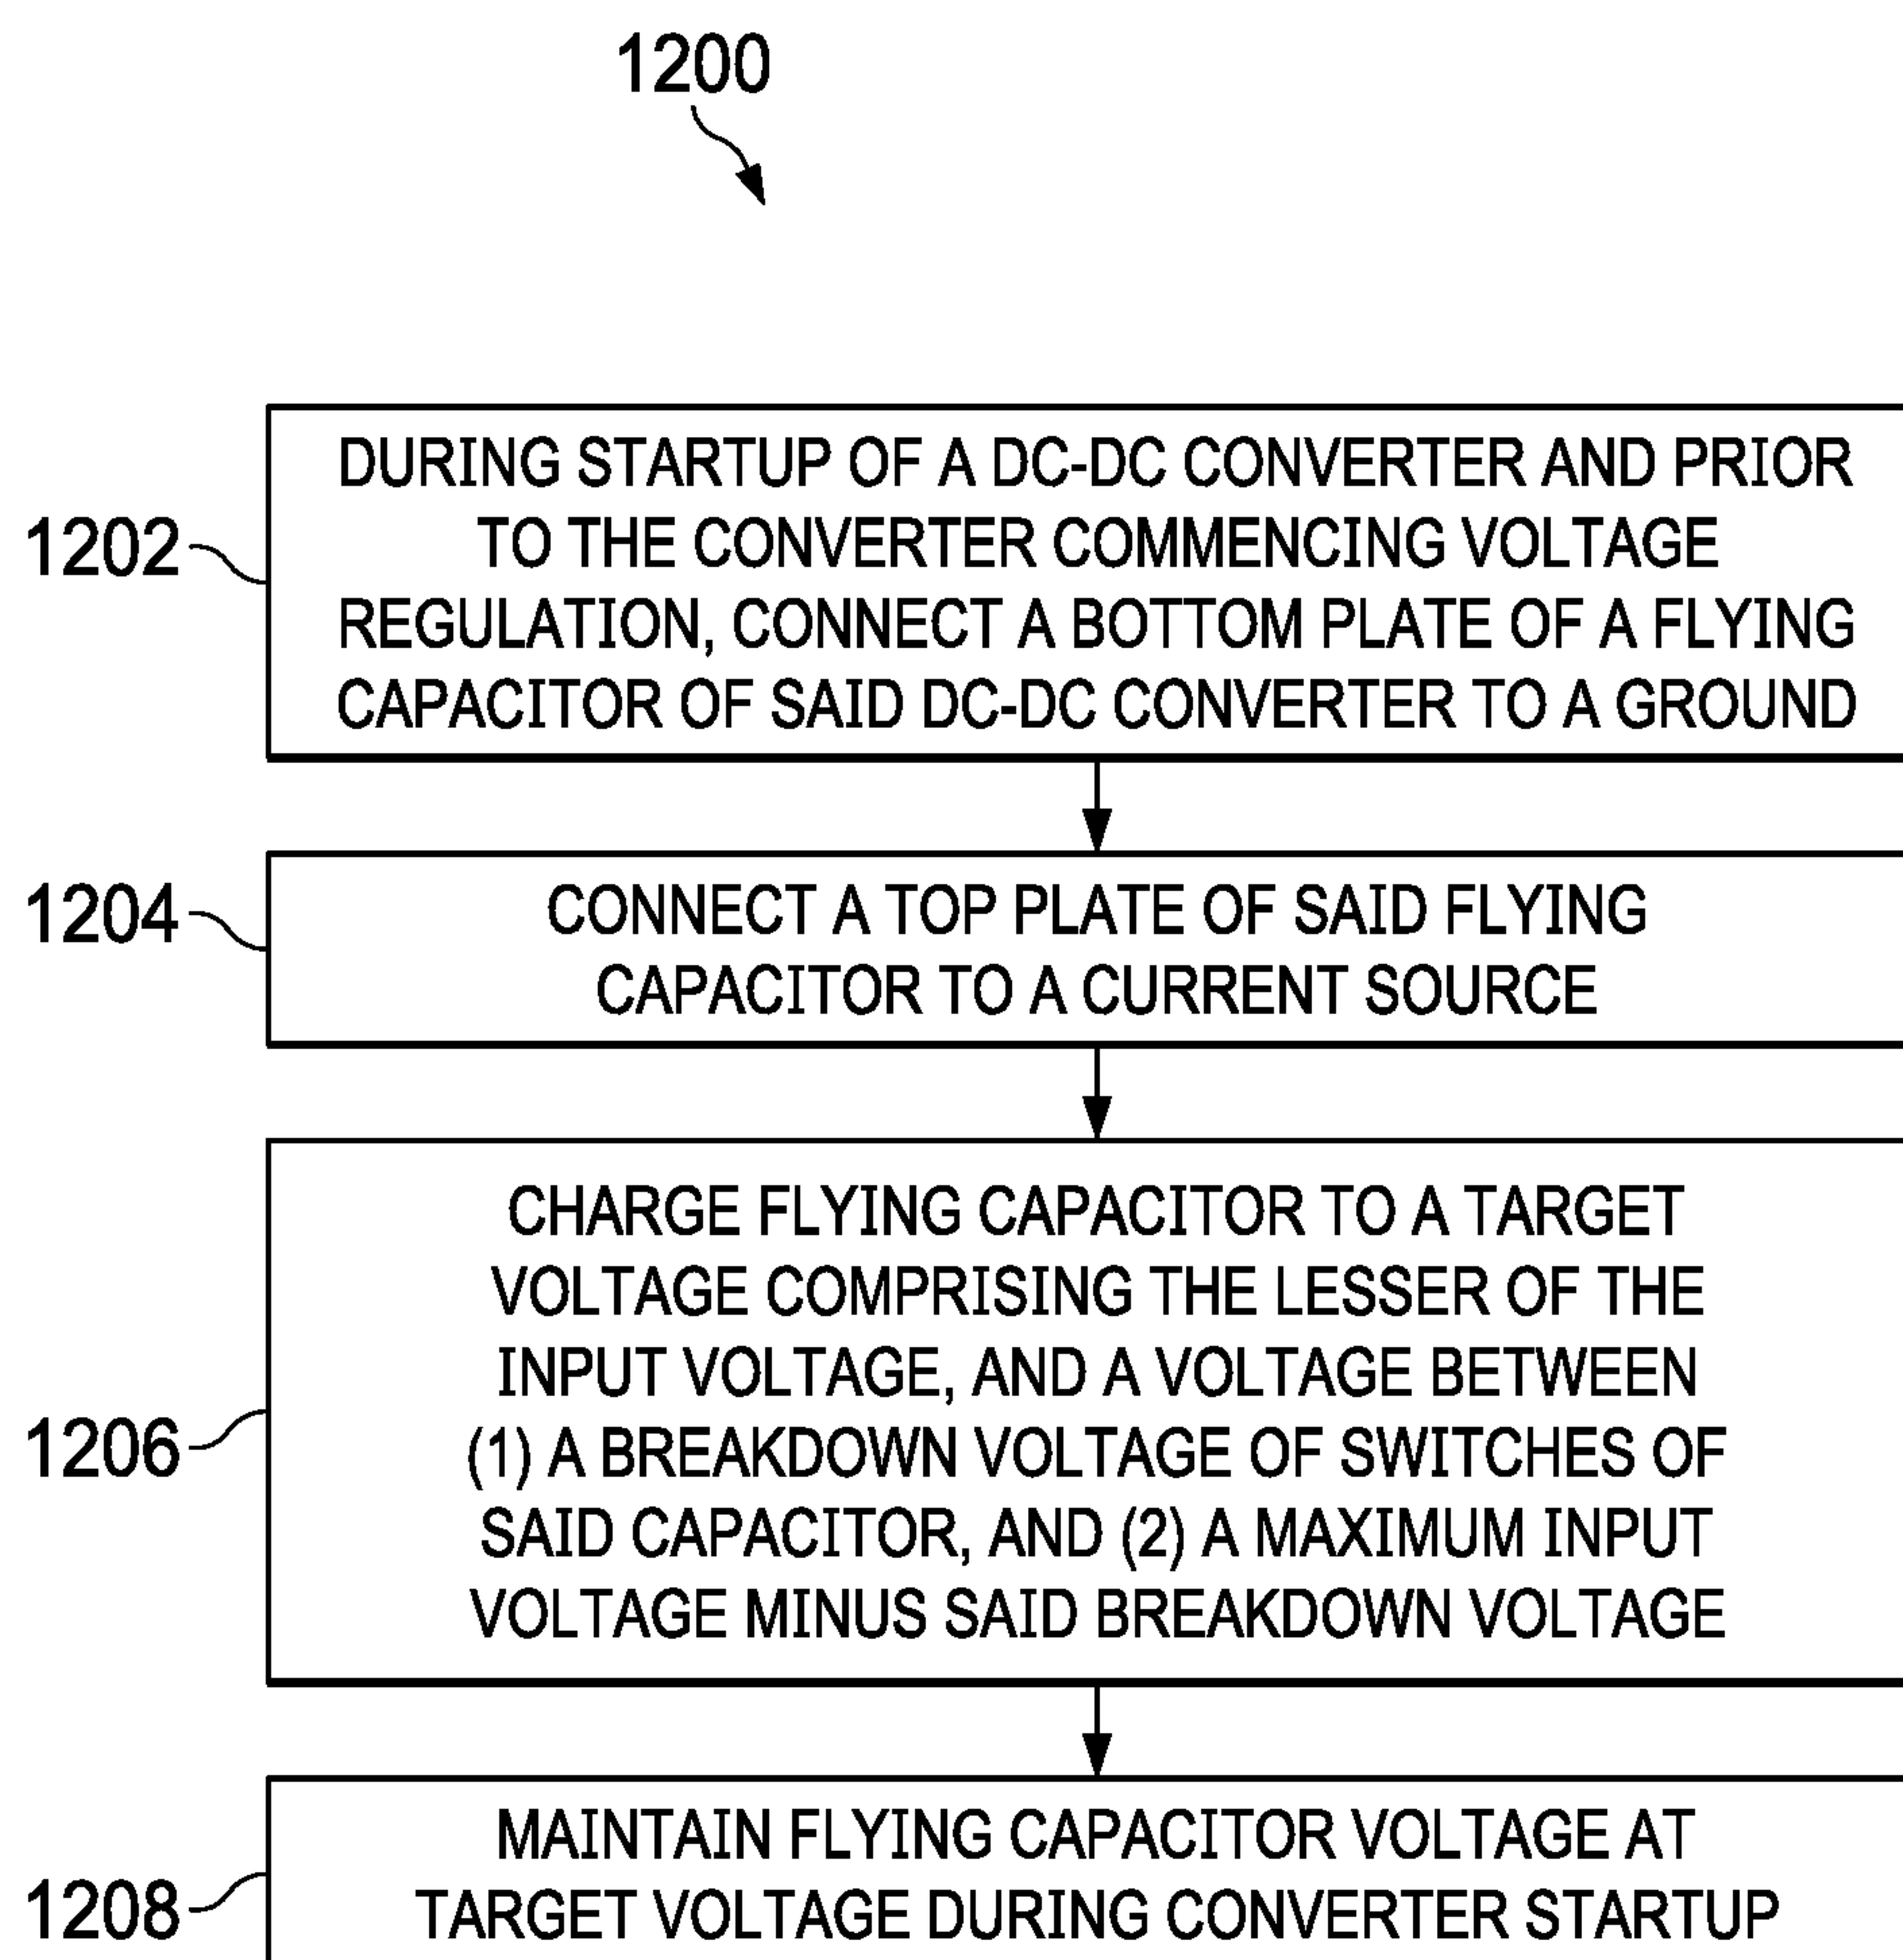 1200
1202
DURING STARTUP OF A DC-DC CONVERTER AND PRIOR
TO THE CONVERTER COMMENCING VOLTAGE
REGULATION, CONNECT A BOTTOM PLATE OF A FLYING
CAPACITOR OF SAID DC-DC CONVERTER TO A GROUND
1204
CONNECT A TOP PLATE OF SAID FLYING
CAPACITOR TO A CURRENT SOURCE
1206
CHARGE FLYING CAPACITOR TO A TARGET
VOLTAGE COMPRISING THE LESSER OF THE
INPUT VOLTAGE, AND A VOLTAGE BETWEEN
(1) A BREAKDOWN VOLTAGE OF SWITCHES OF
SAID CAPACITOR, AND (2) A MAXIMUM INPUT
VOLTAGE MINUS SAID BREAKDOWN VOLTAGE
1208
MAINTAIN FLYING CAPACITOR VOLTAGE AT
TARGET VOLTAGE DURING CONVERTER STARTUP